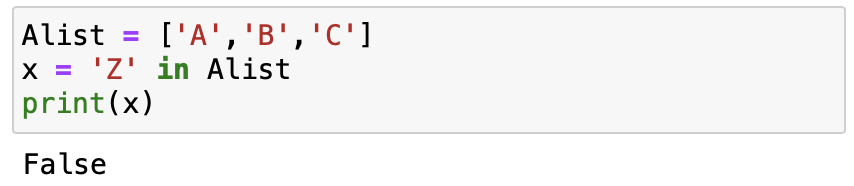 Alist = ['A','B','C']
x = 'Z' in Alist
print(x)
False